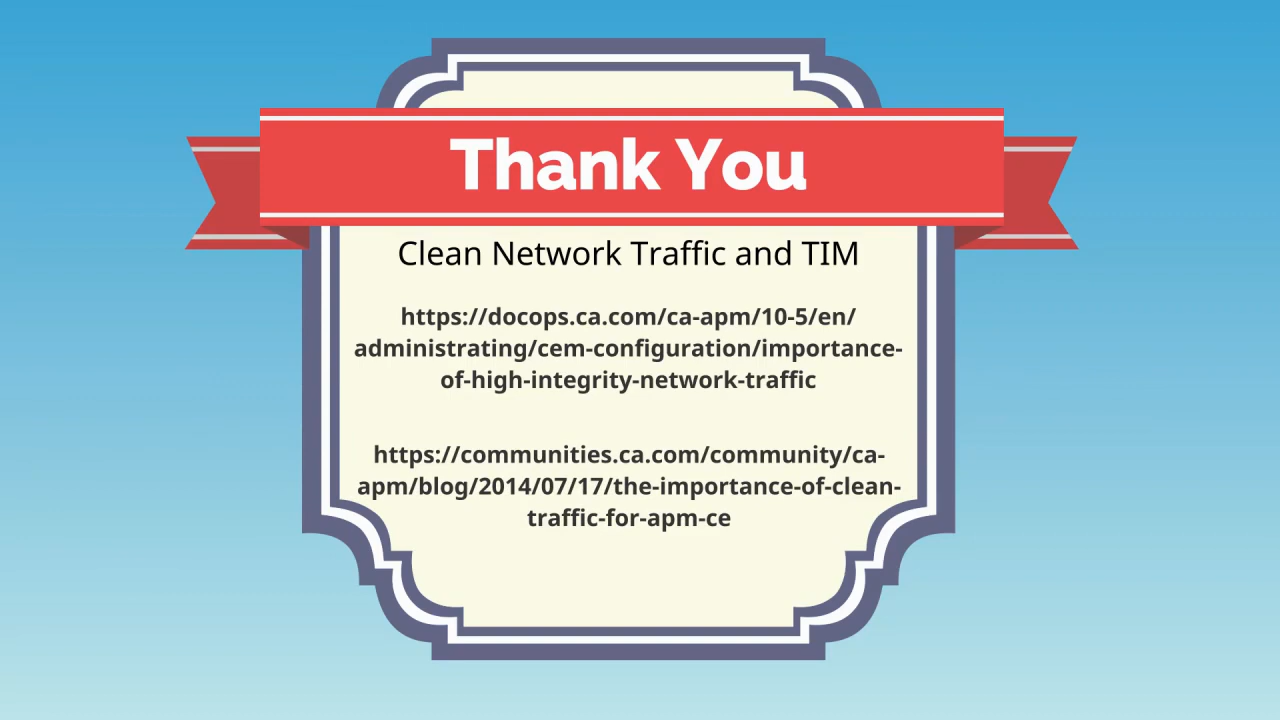 Thank You
Clean Network Traffic and TIM
https://docops.ca.com/ca-apm/10-5/en/
administrating/cem-configuration/importance-
of-high-integrity-network-traffic
https://communities.ca.com/community/ca-
apm/blog/2014/07/17/the-importance-of-clean-
traffic-for-apm-ce